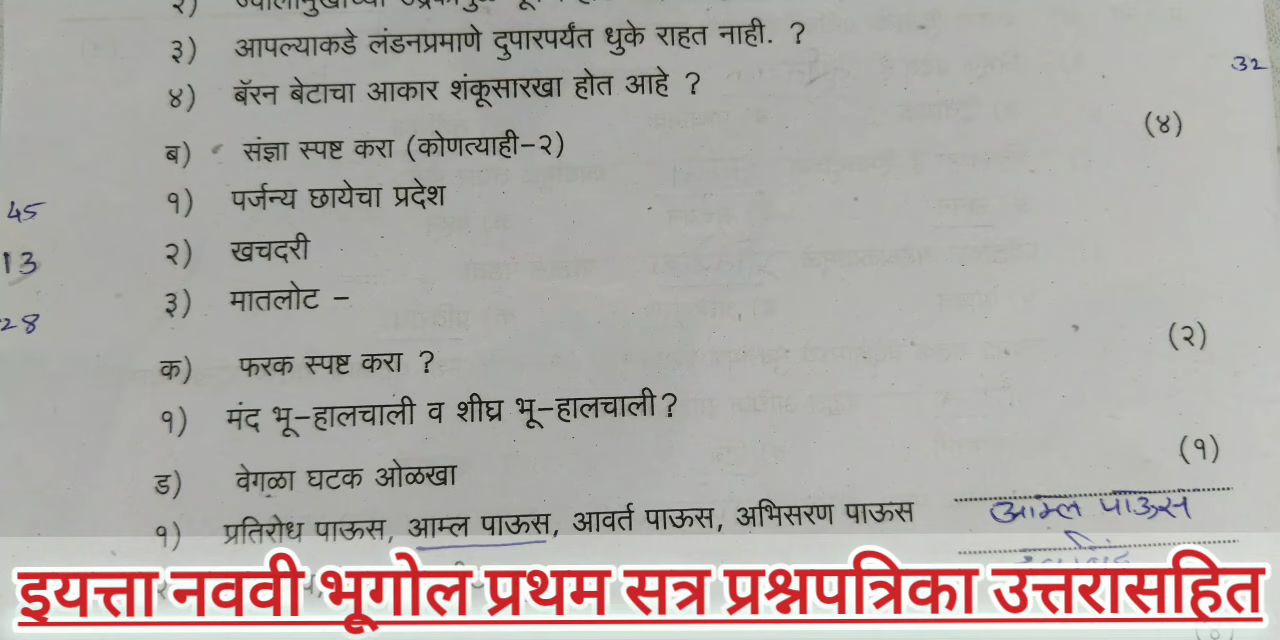 ३) आपल्याकडे लंडनप्रमाणे दुपारपर्यंत धुके राहत नाही. ?
32
४) बॅरन बेटाचा आकार शंकूसारखा होत आहे ?
ब) संज्ञा स्पष्ट करा (कोणत्याही-२) (४)
45
१) पर्जन्य छायेचा प्रदेश
13
२) खचदरी
28
३) मातलोट –
क) फरक स्पष्ट करा ? (२)
१) मंद भू-हालचाली व शीघ्र भू-हालचाली?
ड) वेगळा घटक ओळखा (१)
१) प्रतिरोध पाऊस, आम्ल पाऊस, आवर्त पाऊस, अभिसरण पाऊस आम्ल पाऊस
इयत्ता नववी भूगोल प्रथम सत्र प्रश्नपत्रिका उत्तरासहित